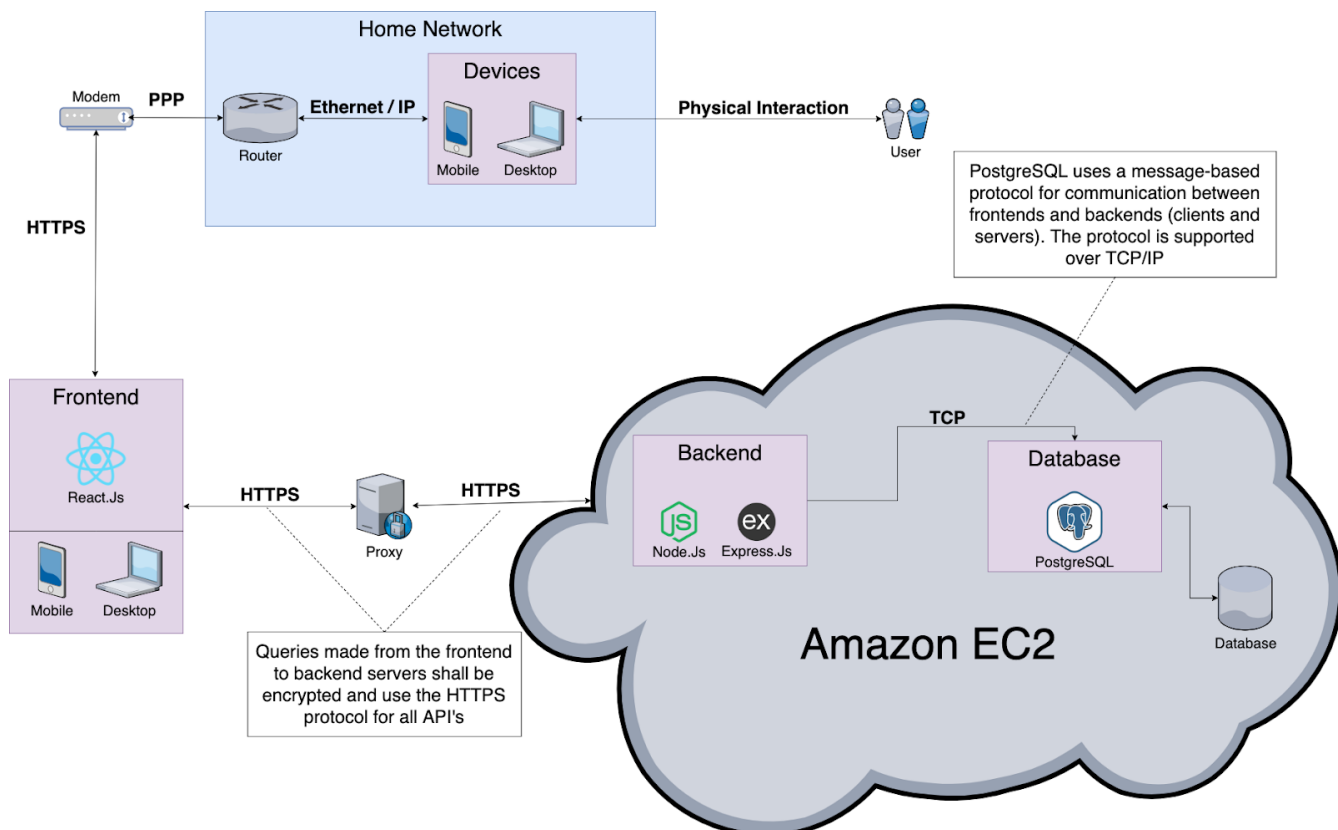 Home Network
Devices
Modem
PPP
Ethernet / IP
Physical Interaction
Router
Mobile
Desktop
User
PostgreSQL uses a message-based
protocol for communication between
frontends and backends (clients and
servers). The protocol is supported
over TCP/IP
HTTPS
Frontend
React.Js
Mobile
Desktop
HTTPS
Proxy
HTTPS
Queries made from the frontend
to backend servers shall be
encrypted and use the HTTPS
protocol for all API's
Backend
JS
Node.Js
ex
Express.Js
TCP
Database
PostgreSQL
Database
Amazon EC2